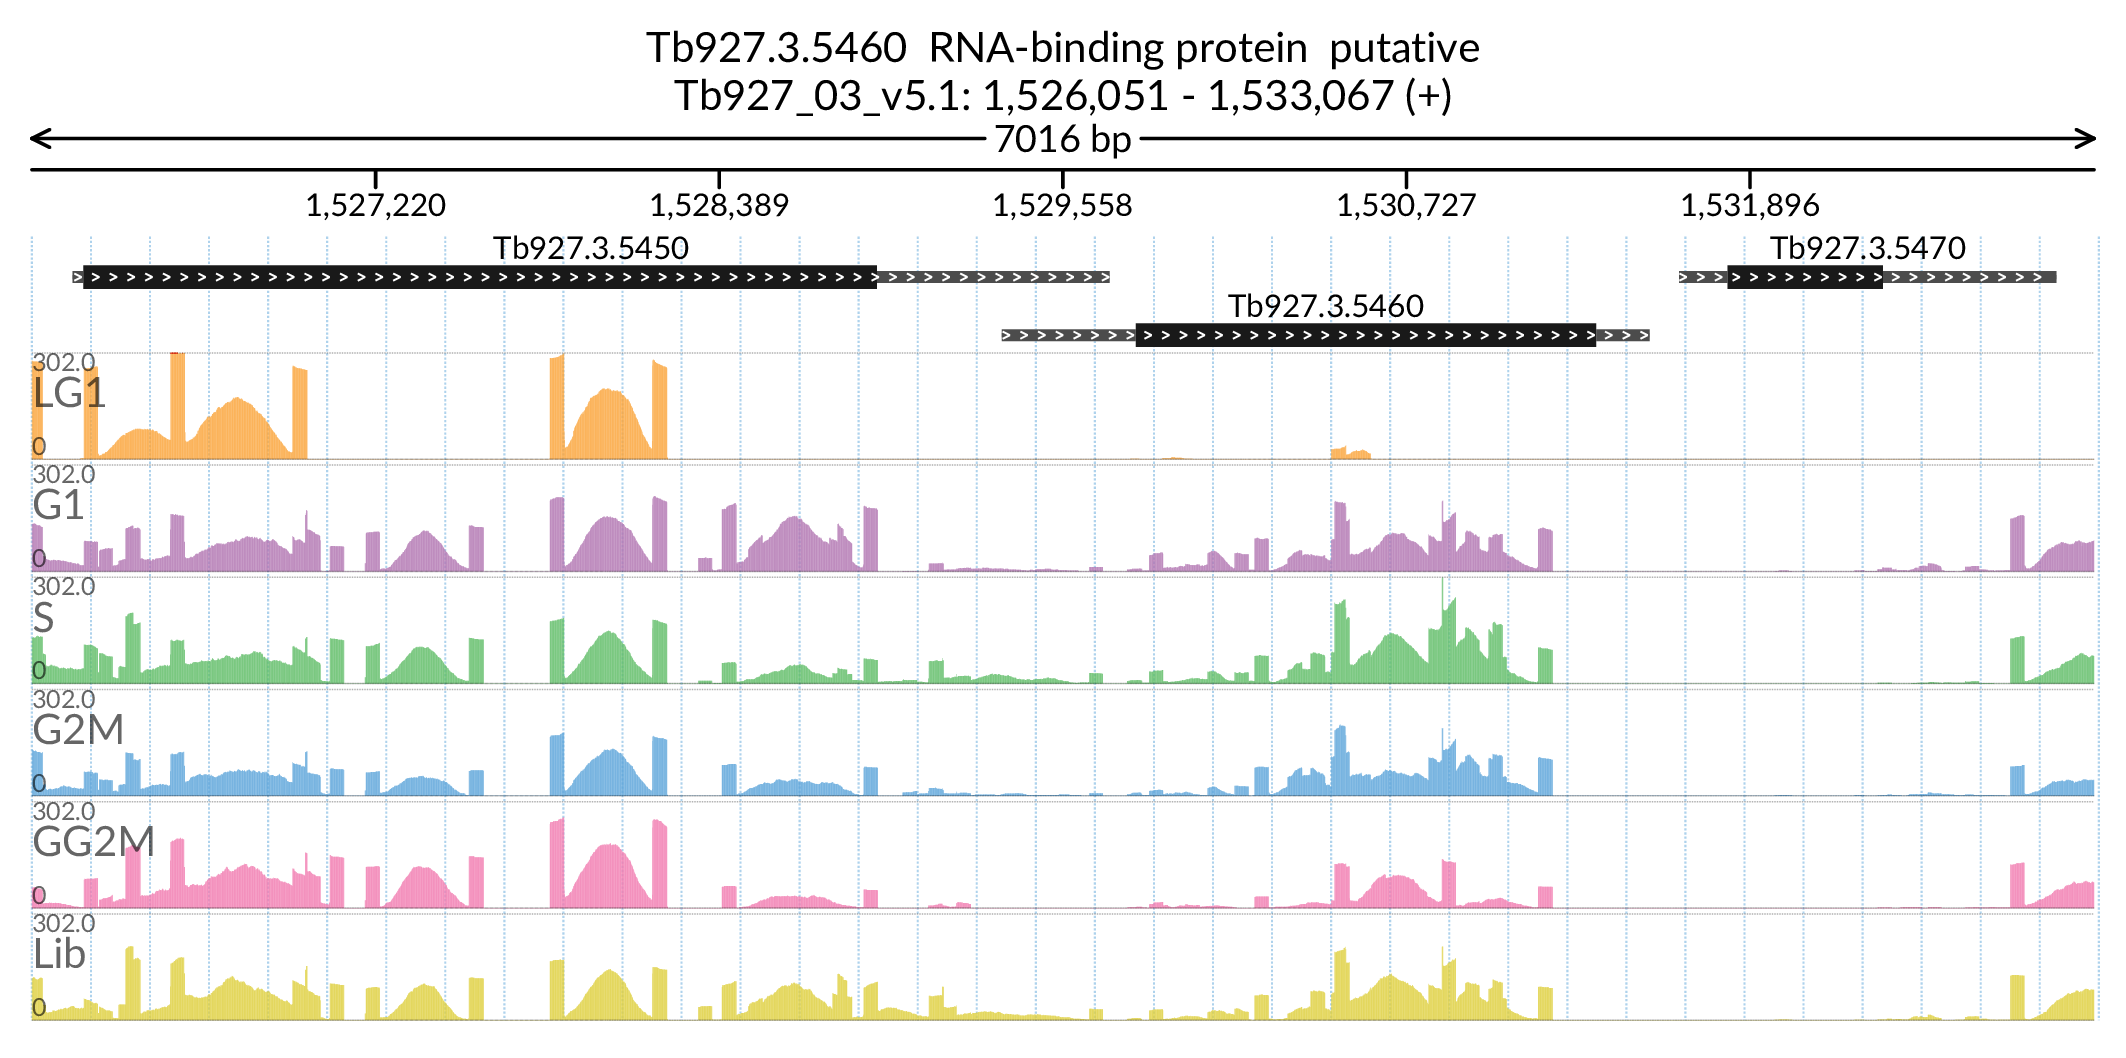 Tb927.3.5460 RNA-binding protein putative
Tb927_03_v5.1: 1,526,051 - 1,533,067 (+)
7016 bp
1,527,220 1,528,389 1,529,558 1,530,727 1,531,896
Tb927.3.5450 Tb927.3.5470
Tb927.3.5460
302.0
LG1
0
302.0
G1
0
302.0
S
0
302.0
G2M
0
302.0
GG2M
0
302.0
Lib
0